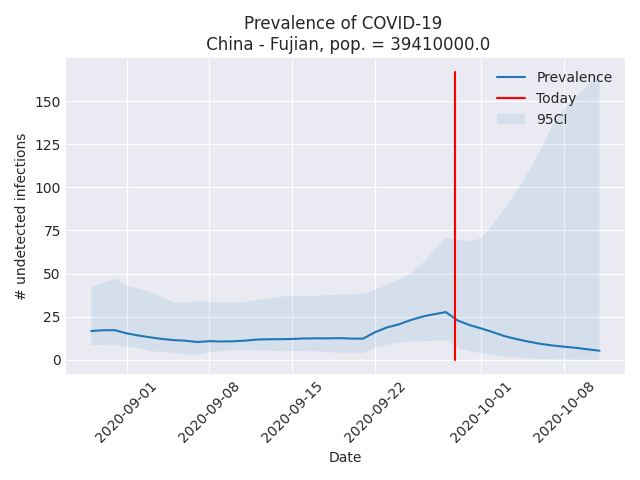 Prevalence of COVID-19
China - Fujian, pop. = 39410000.0
Prevalence
Today
95CI
150
125
100
75
50
25
0
# undetected infections
2020-09-01
2020-09-08
2020-09-15
2020-09-22
2020-10-01
2020-10-08
Date